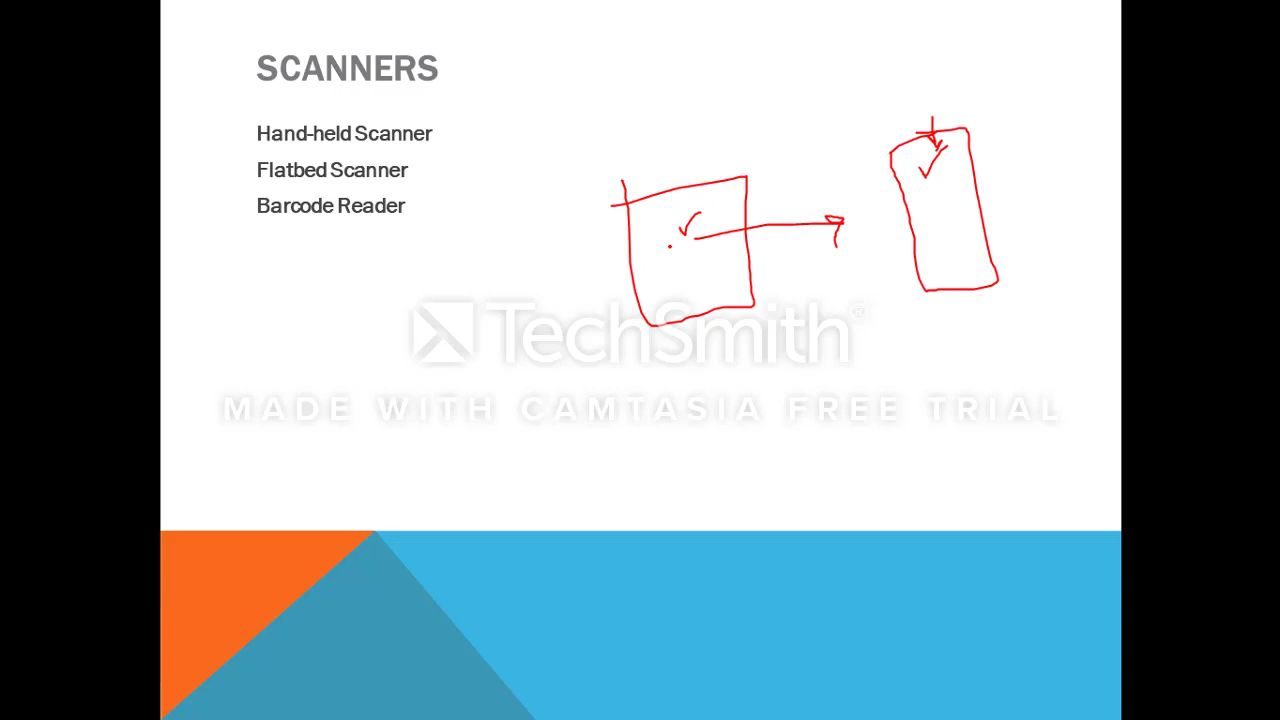 SCANNERS
Hand-held Scanner
Flatbed Scanner
Barcode Reader
TechSmith®
MADE WITH CAMTASIA FREE TRIAL